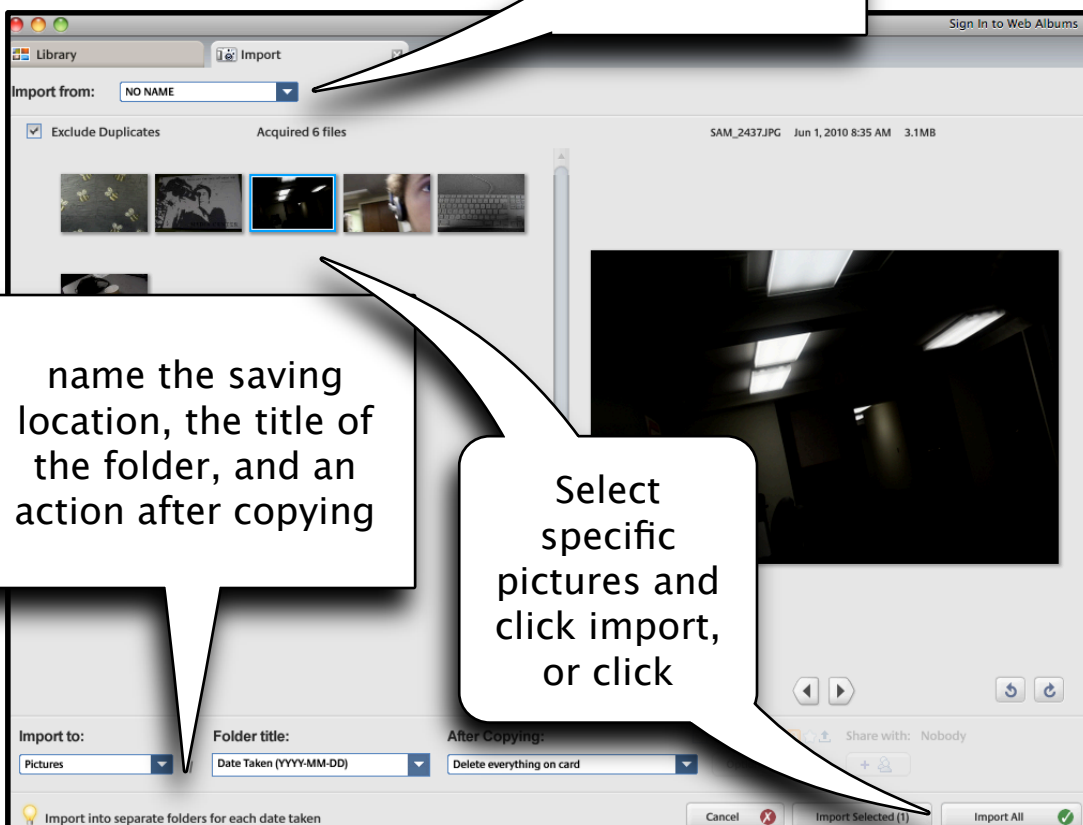 Sign In to Web Albums
Library
Import
Import from: NO NAME
Exclude Duplicates
Acquired 6 files
SAM_2437.JPG Jun 1, 2010 8:35 AM 3.1MB
name the saving
location, the title of
the folder, and an
action after copying
Select
specific
pictures and
click import,
or click
Import to:
Folder title:
After Copying:
Share with: Nobody
Pictures
Date Taken (YYYY-MM-DD)
Delete everything on card
Import into separate folders for each date taken
Cancel
Import Selected (1)
Import All